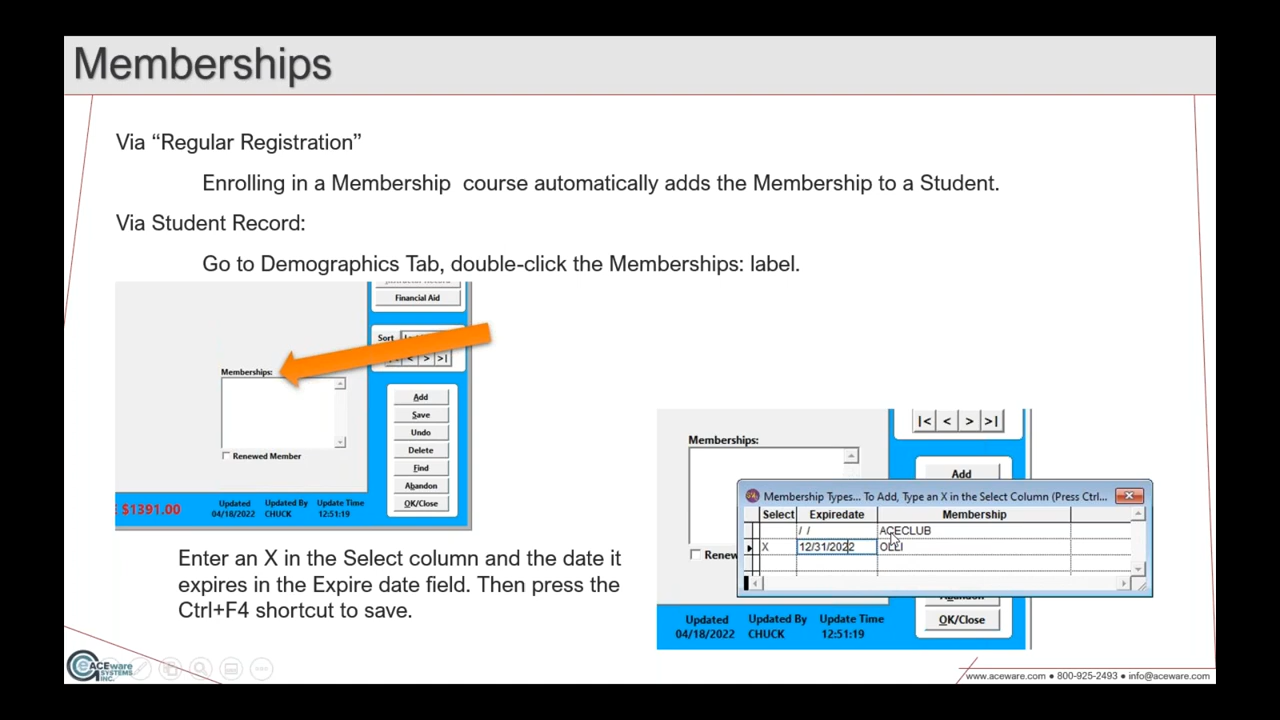 Memberships
Via “Regular Registration”
Enrolling in a Membership course automatically adds the Membership to a Student.
Via Student Record:
Go to Demographics Tab, double-click the Memberships: label.
Financial Aid
Sort
< > >|
Memberships:
Renewed Member
Add
Save
Undo
Delete
Find
Abandon
OK/Close
$1391.00
Updated Updated By Update Time
04/18/2022 CHUCK 12:51:19
Enter an X in the Select column and the date it
expires in the Expire date field. Then press the
Ctrl+F4 shortcut to save.
|< < > >|
Memberships:
Add
Membership Types... To Add, Type an X in the Select Column (Press Ctrl...
Select Expiredate Membership
/ / ACECLUB
X 12/31/2022 OLLI
Renew
OK/Close
Updated Updated By Update Time
04/18/2022 CHUCK 12:51:19
ACEware
SYSTEMS
INC.
www.aceware.com ● 800-925-2493 ● info@aceware.com